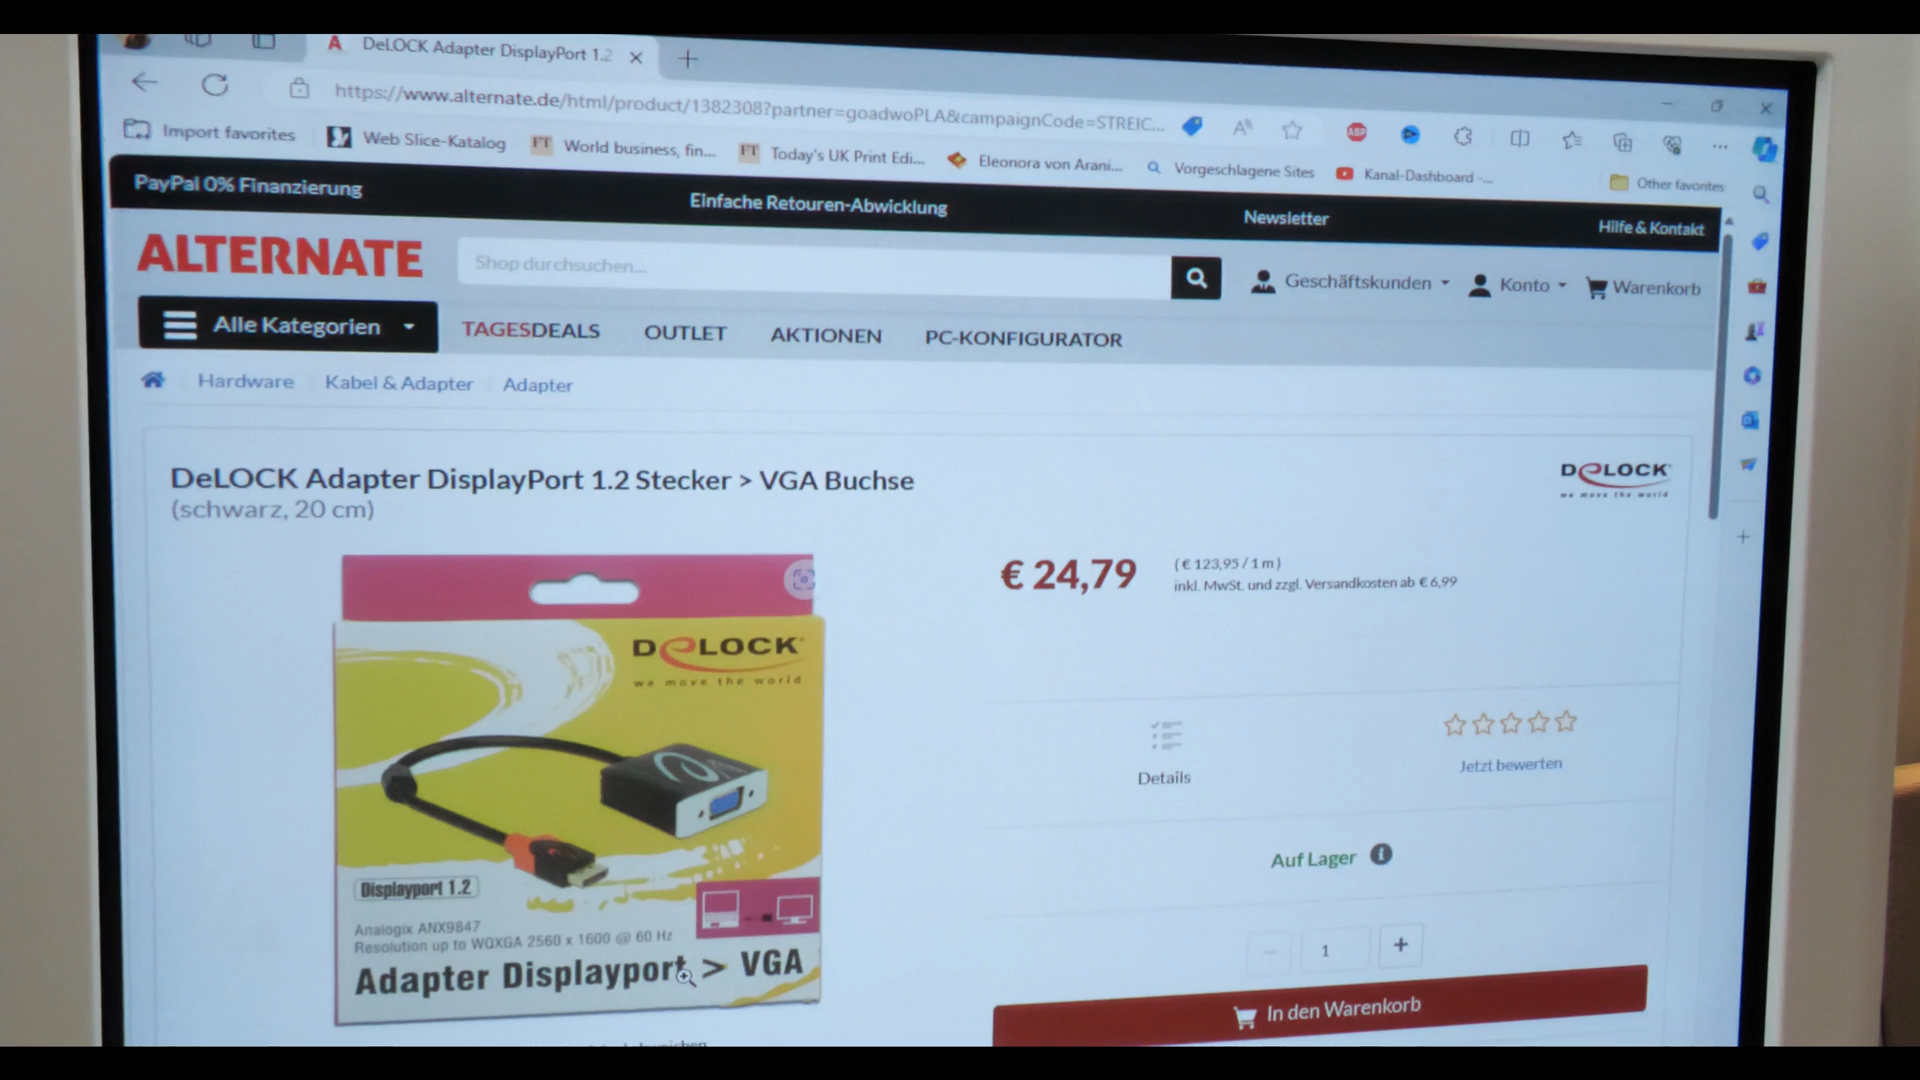 DeLOCK Adapter DisplayPort 1.2
https://www.alternate.de/html/product/1382308?partner=goadwoPLA&campaignCode=STREIC...
Import favorites
Web Slice-Katalog
FT World business, fin...
FT Today's UK Print Edi...
Eleonora von Arani...
Vorgeschlagene Sites
Kanal-Dashboard -...
Other favorites
PayPal 0% Finanzierung
Einfache Retouren-Abwicklung
Newsletter
Hilfe & Kontakt
ALTERNATE
Shop durchsuchen...
Geschäftskunden
Konto
Warenkorb
Alle Kategorien
TAGESDEALS
OUTLET
AKTIONEN
PC-KONFIGURATOR
Hardware
Kabel & Adapter
Adapter
DeLOCK Adapter DisplayPort 1.2 Stecker > VGA Buchse
(schwarz, 20 cm)
DELOCK
we move the world
€ 24,79
(€ 123,95 / 1 m)
inkl. MwSt. und zzgl. Versandkosten ab € 6,99
DELOCK
we move the world
Displayport 1.2
Analogix ANX9847
Resolution up to WQXGA 2560 x 1600 @ 60 Hz
Adapter Displayport > VGA
Details
Jetzt bewerten
Auf Lager
1
In den Warenkorb